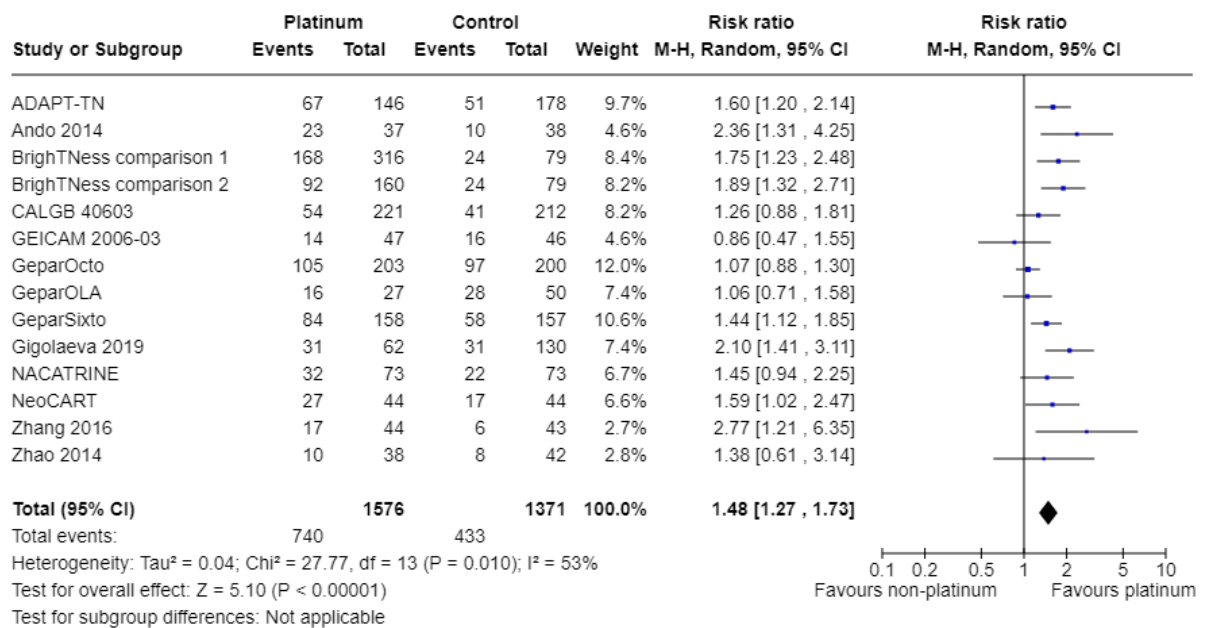 Platinum Control Risk ratio Risk ratio
Study or Subgroup Events Total Events Total Weight M-H, Random, 95% CI M-H, Random, 95% CI
ADAPT-TN 67 146 51 178 9.7% 1.60 [1.20 , 2.14]
Ando 2014 23 37 10 38 4.6% 2.36 [1.31 , 4.25]
BrighTNess comparison 1 168 316 24 79 8.4% 1.75 [1.23 , 2.48]
BrighTNess comparison 2 92 160 24 79 8.2% 1.89 [1.32 , 2.71]
CALGB 40603 54 221 41 212 8.2% 1.26 [0.88 , 1.81]
GEICAM 2006-03 14 47 16 46 4.6% 0.86 [0.47 , 1.55]
GeparOcto 105 203 97 200 12.0% 1.07 [0.88 , 1.30]
GeparOLA 16 27 28 50 7.4% 1.06 [0.71 , 1.58]
GeparSixto 84 158 58 157 10.6% 1.44 [1.12 , 1.85]
Gigolaeva 2019 31 62 31 130 7.4% 2.10 [1.41 , 3.11]
NACATRINE 32 73 22 73 6.7% 1.45 [0.94 , 2.25]
NeoCART 27 44 17 44 6.6% 1.59 [1.02 , 2.47]
Zhang 2016 17 44 6 43 2.7% 2.77 [1.21 , 6.35]
Zhao 2014 10 38 8 42 2.8% 1.38 [0.61 , 3.14]
Total (95% CI) 1576 1371 100.0% 1.48 [1.27 , 1.73]
Total events: 740 433
Heterogeneity: Tau² = 0.04; Chi² = 27.77, df = 13 (P = 0.010); I² = 53%
Test for overall effect: Z = 5.10 (P < 0.00001)
Test for subgroup differences: Not applicable
0.1 0.2 0.5 1 2 5 10
Favours non-platinum Favours platinum